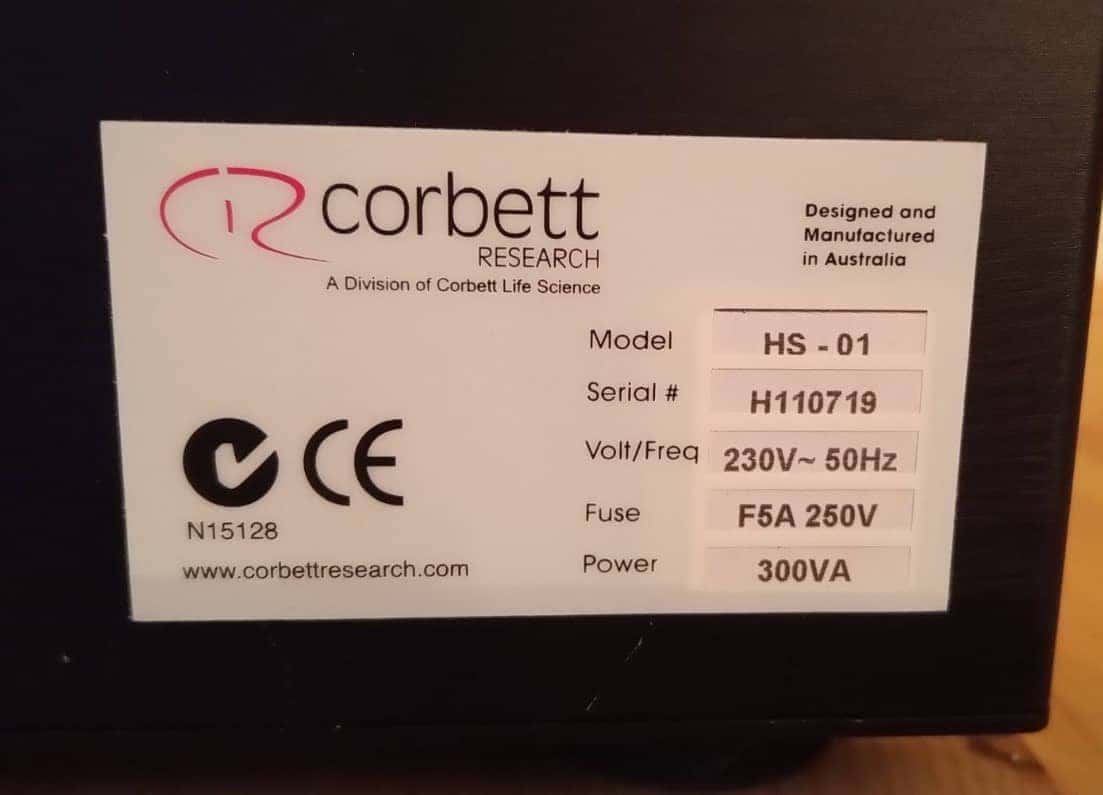 corbett
RESEARCH
A Division of Corbett Life Science
Designed and
Manufactured
in Australia
Model HS - 01
Serial # H110719
Volt/Freq 230V~ 50Hz
Fuse F5A 250V
Power 300VA
CE
N15128
www.corbettresearch.com